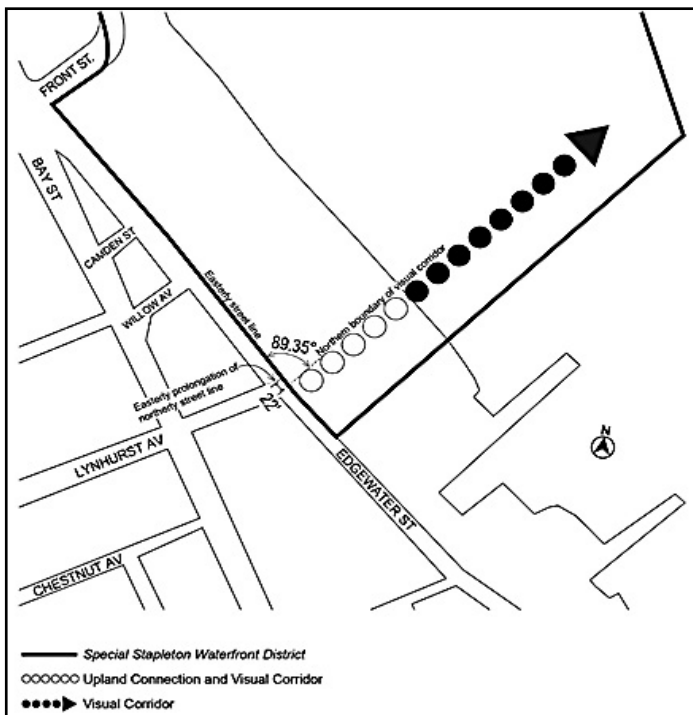 FRONT ST.
BAY ST
CAMDEN ST
WILLOW AV
Easterly street line
Northern boundary of visual corridor
89.35°
Easterly prolongation of
northerly street line
22'
LYNHURST AV
EDGEWATER ST
N
CHESTNUT AV
Special Stapleton Waterfront District
Upland Connection and Visual Corridor
Visual Corridor